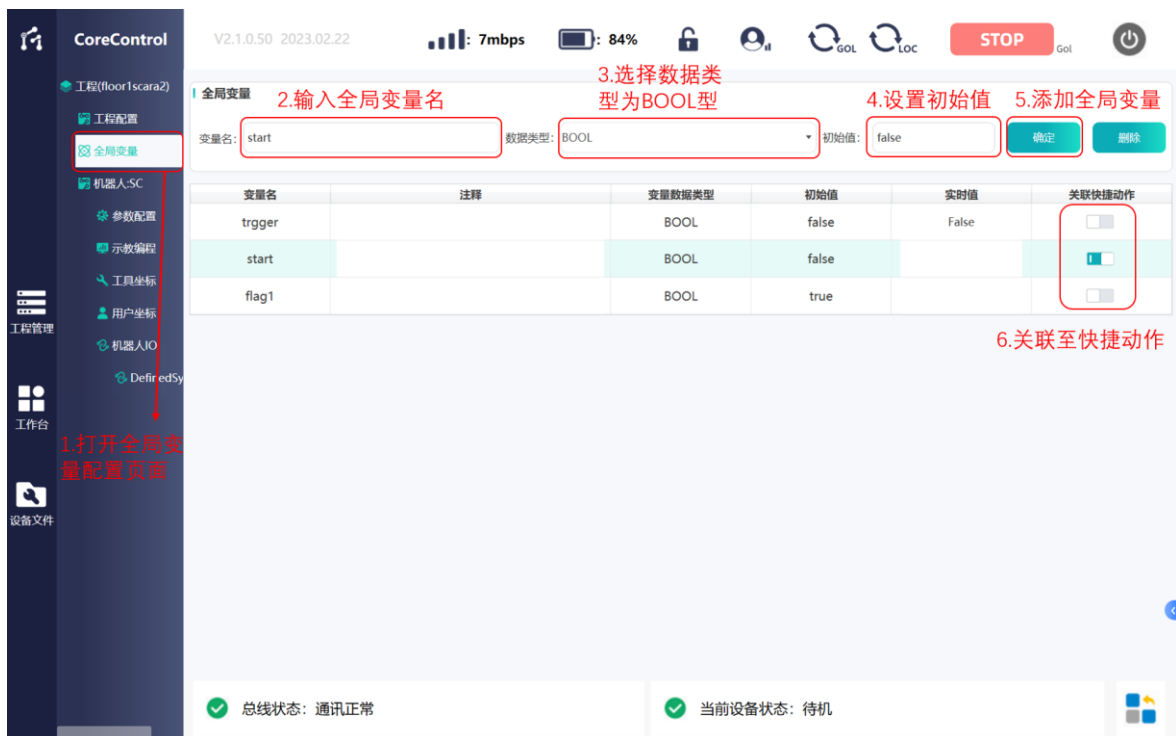 CoreControl
V2.1.0.50 2023.02.22
: 7mbps
: 84%
GOL
LOC
STOP
Gol
工程(floor1scara2)
工程配置
全局变量
机器人:SC
参数配置
示教编程
工具坐标
用户坐标
机器人IO
DefinedSy
工程管理
工作台
设备文件
1.打开全局变
量配置页面
全局变量
2.输入全局变量名
3.选择数据类
型为BOOL型
4.设置初始值
5.添加全局变量
变量名: start 数据类型: BOOL 初始值: false 确定 删除
变量名 注释 变量数据类型 初始值 实时值 关联快捷动作
trgger BOOL false False
start BOOL false
flag1 BOOL true
6.关联至快捷动作
总线状态：通讯正常
当前设备状态：待机